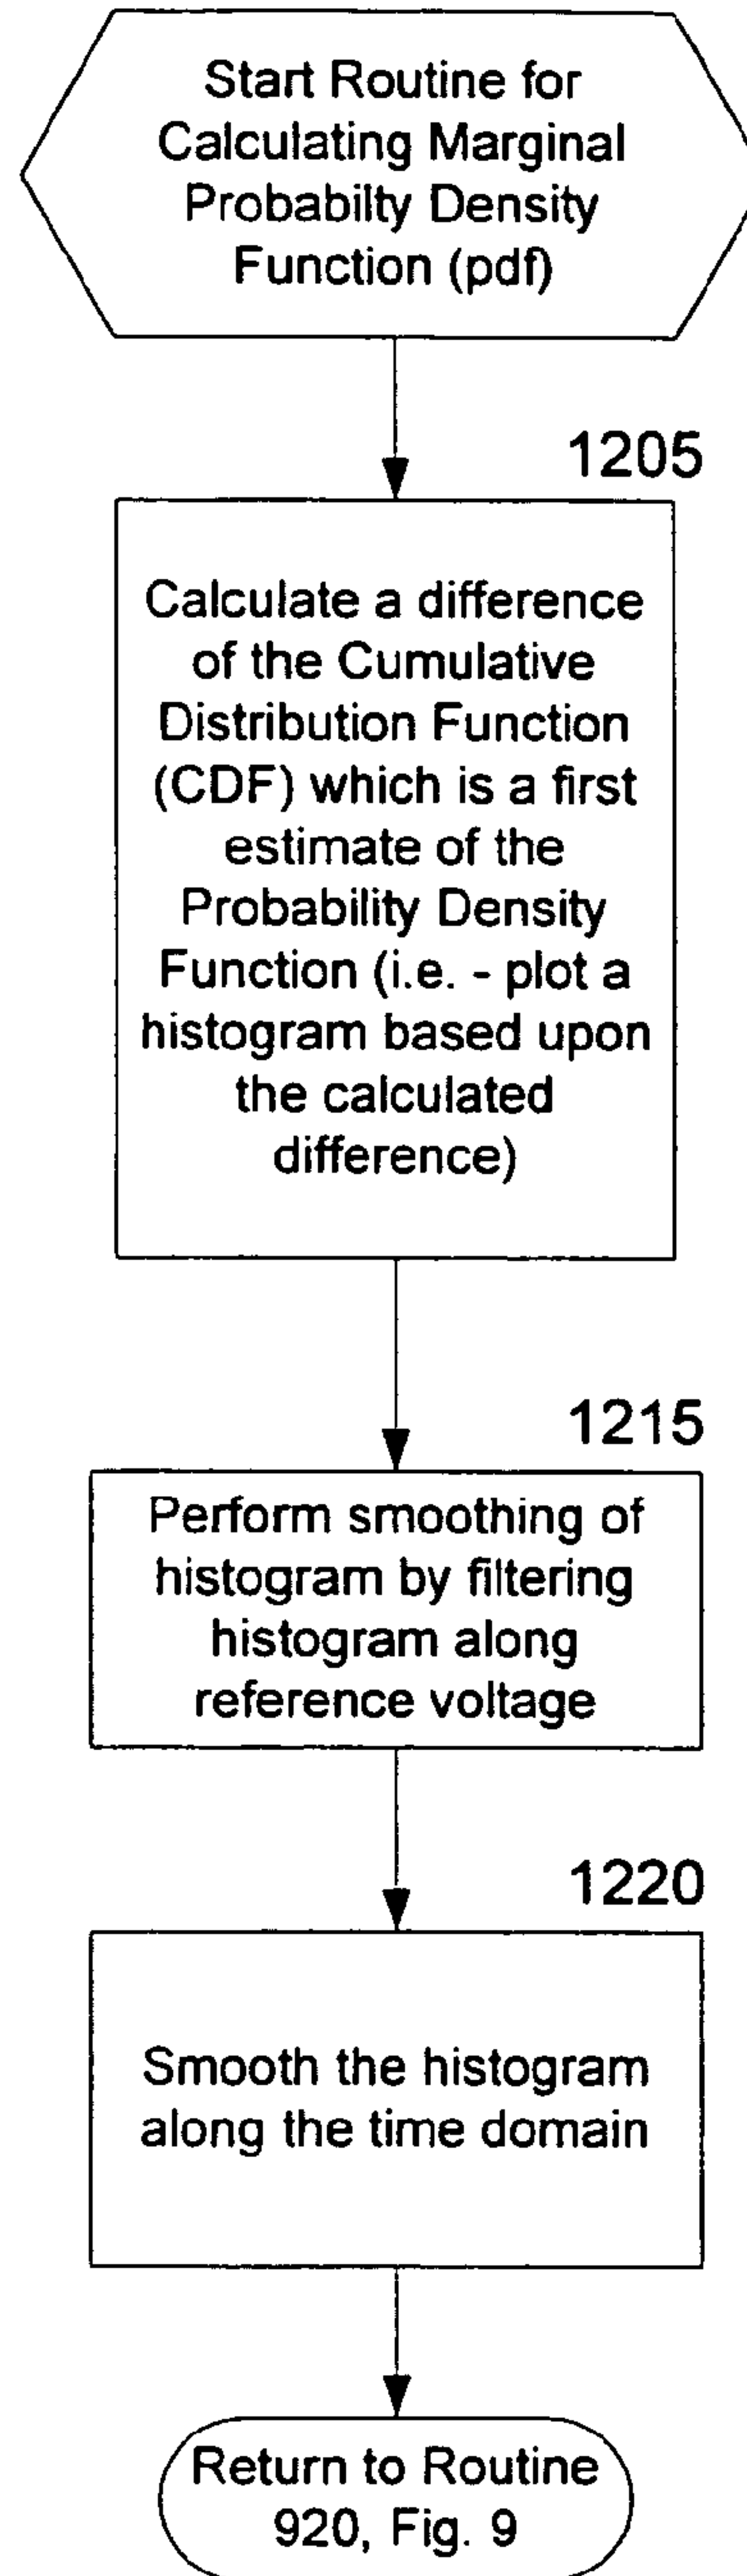 Start Routine for
Calculating Marginal
Probabilty Density
Function (pdf)
1205
Calculate a difference
of the Cumulative
Distribution Function
(CDF) which is a first
estimate of the
Probability Density
Function (i.e. - plot a
histogram based upon
the calculated
difference)
1215
Perform smoothing of
histogram by filtering
histogram along
reference voltage
1220
Smooth the histogram
along the time domain
Return to Routine
920, Fig. 9